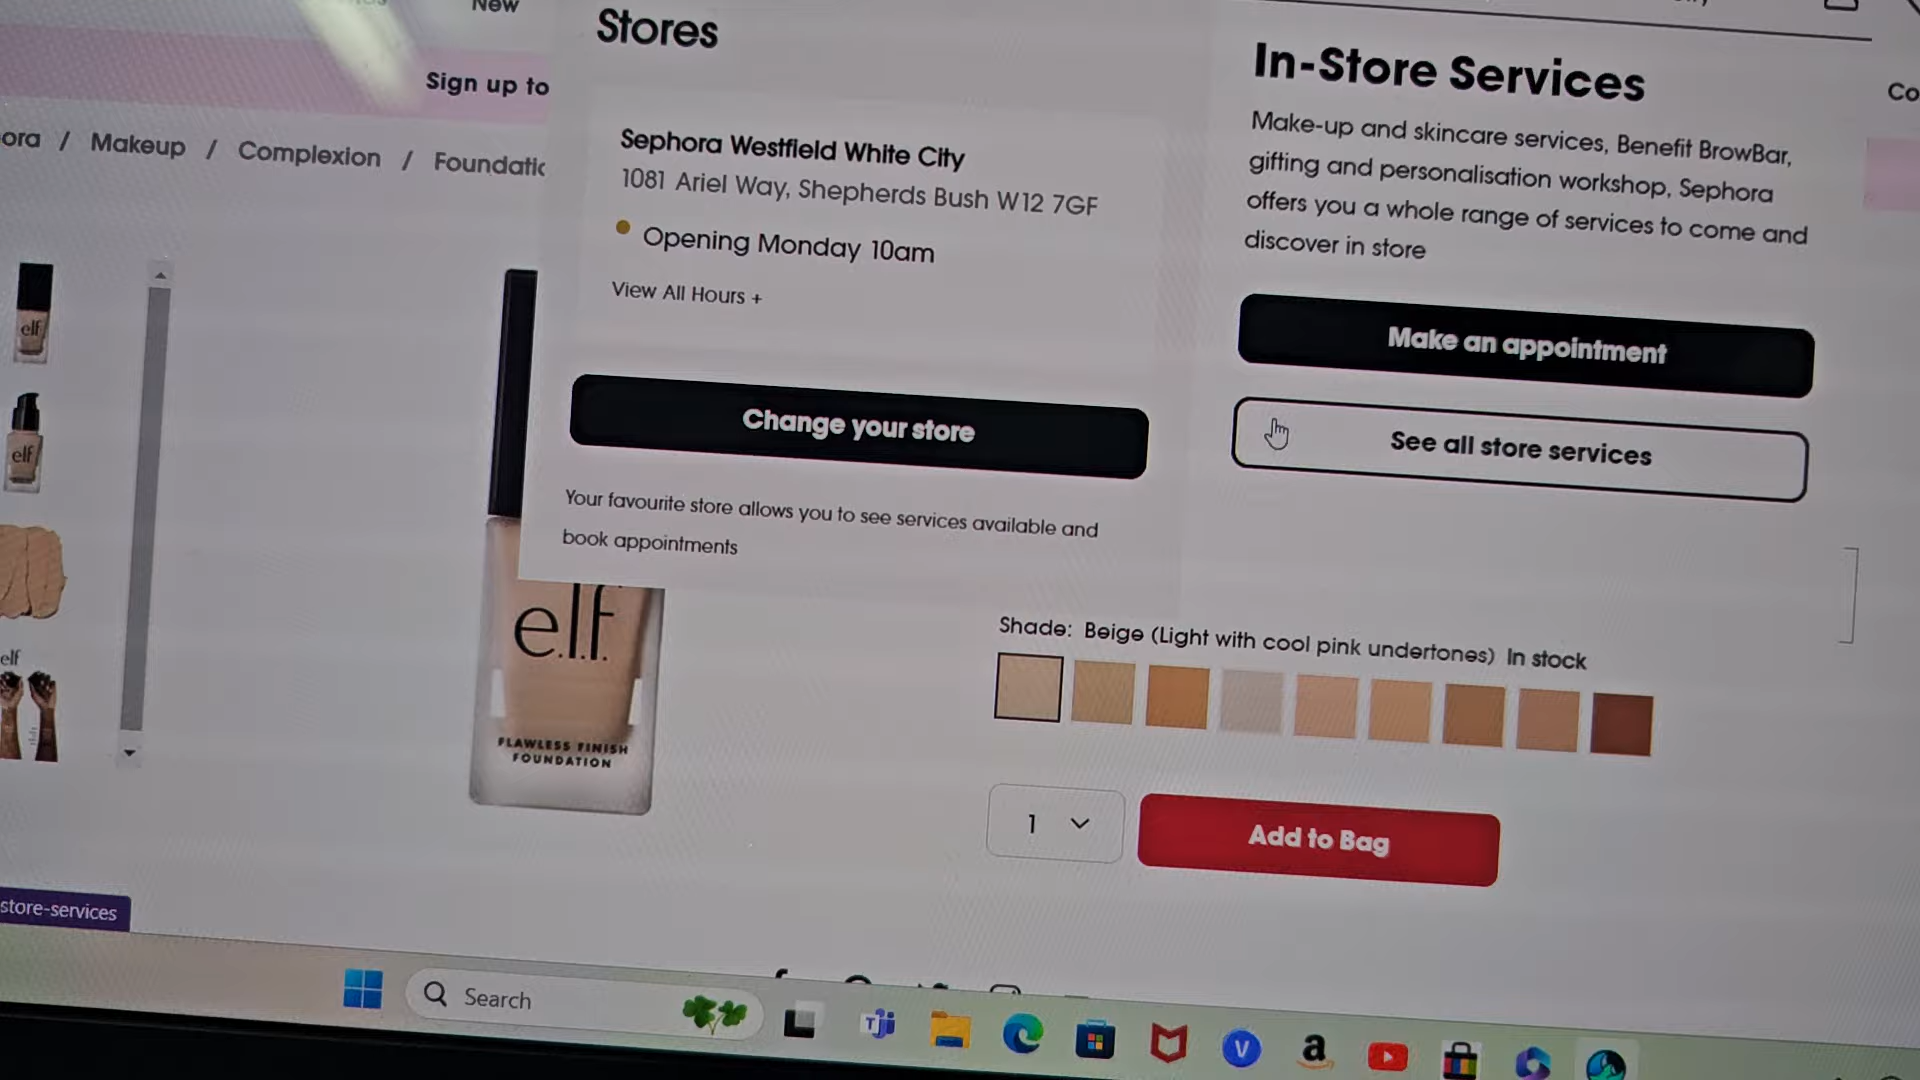 New
Stores
In-Store Services
Sign up to
Co
Make-up and skincare services, Benefit BrowBar,
gifting and personalisation workshop, Sephora
offers you a whole range of services to come and
discover in store
ora / Makeup / Complexion / Foundatio
Sephora Westfield White City
1081 Ariel Way, Shepherds Bush W12 7GF
Opening Monday 10am
View All Hours +
Make an appointment
Change your store
See all store services
Your favourite store allows you to see services available and
book appointments
elf
elf
elf
e.l.f.
FLAWLESS FINISH
FOUNDATION
Shade: Beige (Light with cool pink undertones) In stock
1
Add to Bag
store-services
Search
T
V
a